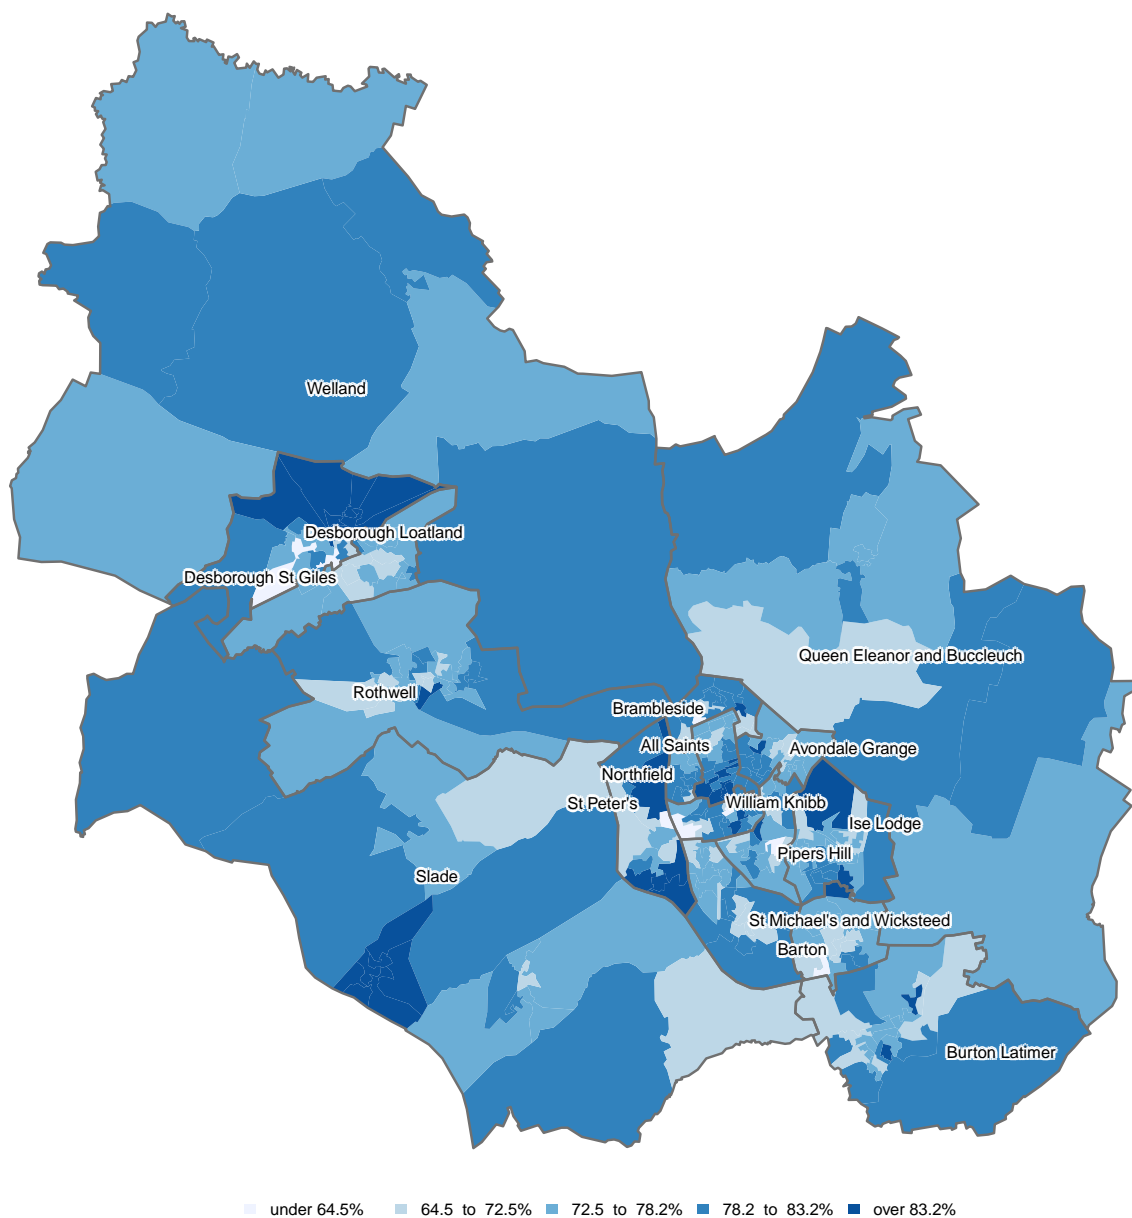 Welland
Desborough Loatland
Desborough St Giles
Queen Eleanor and Buccleuch
Rothwell
Brambleside
All Saints
Avondale Grange
Northfield
St Peter's
William Knibb
Ise Lodge
Pipers Hill
Slade
St Michael's and Wicksteed
Barton
Burton Latimer
under 64.5% 64.5 to 72.5% 72.5 to 78.2% 78.2 to 83.2% over 83.2%